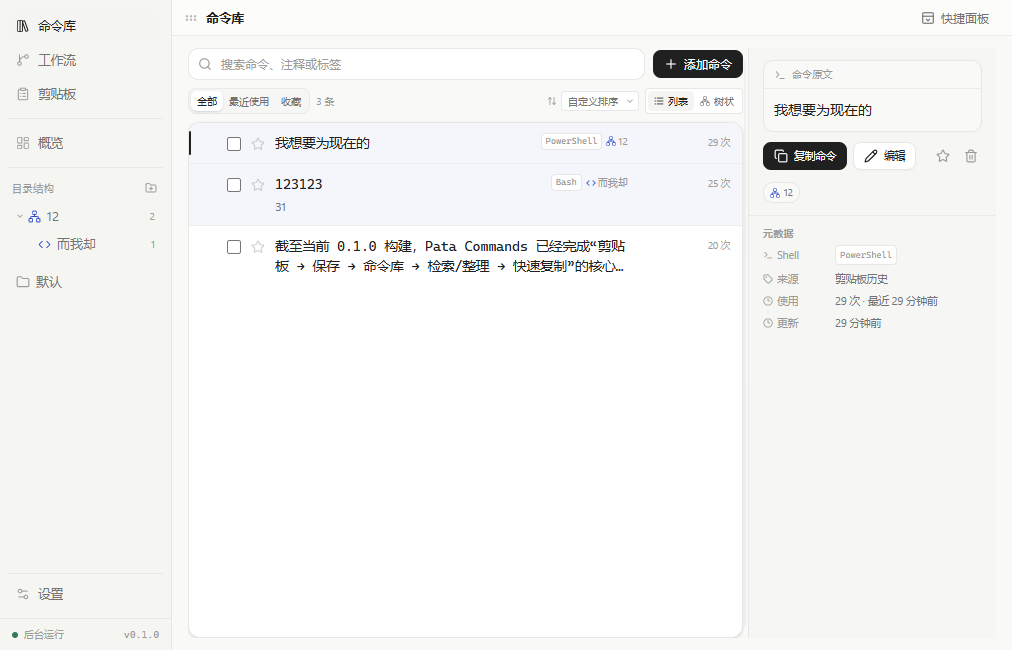 命令库
工作流
剪贴板
概览
目录结构
12 2
而我却 1
默认
设置
后台运行 v0.1.0
命令库
快捷面板
搜索命令、注释或标签
添加命令
全部 最近使用 收藏 3 条
自定义排序
列表 树状
我想要为现在的 PowerShell 12 29 次
123123 Bash 而我却 25 次
31
截至当前 0.1.0 构建, Pata Commands 已经完成“剪贴 20 次
板 → 保存 → 命令库 → 检索/整理 → 快速复制”的核心…
命令原文
我想要为现在的
复制命令 编辑
12
元数据
Shell PowerShell
来源 剪贴板历史
使用 29 次 · 最近 29 分钟前
更新 29 分钟前